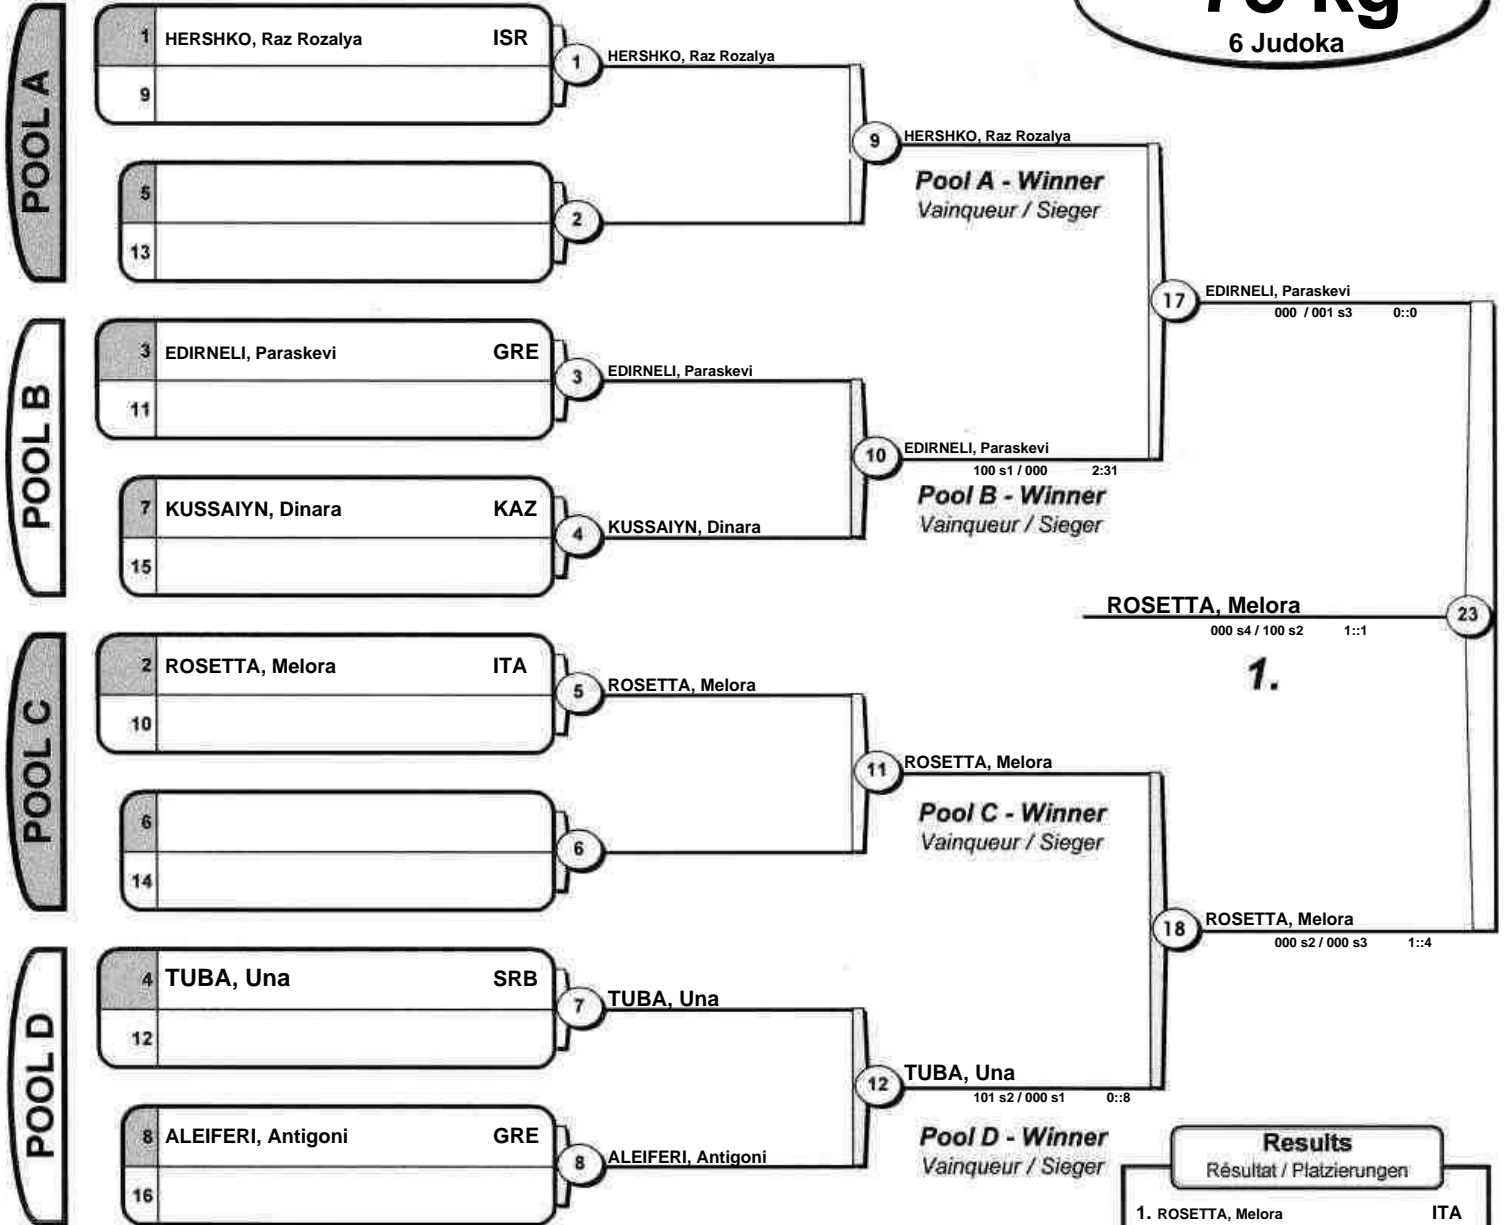 78 kg
6 Judoka
POOL A
1 HERSHKO, Raz Rozalya ISR
9
1 HERSHKO, Raz Rozalya
5
13
2
9 HERSHKO, Raz Rozalya
Pool A - Winner
Vainqueur / Sieger
POOL B
3 EDIRNELI, Paraskevi GRE
11
3 EDIRNELI, Paraskevi
7 KUSSAIYN, Dinara KAZ
15
4 KUSSAIYN, Dinara
10 EDIRNELI, Paraskevi
100 s1 / 000 2:31
Pool B - Winner
Vainqueur / Sieger
17 EDIRNELI, Paraskevi
000 / 001 s3 0::0
ROSETTA, Melora 23
000 s4 / 100 s2 1::1
1.
POOL C
2 ROSETTA, Melora ITA
10
5 ROSETTA, Melora
6
14
6
11 ROSETTA, Melora
Pool C - Winner
Vainqueur / Sieger
18 ROSETTA, Melora
000 s2 / 000 s3 1::4
POOL D
4 TUBA, Una SRB
12
7 TUBA, Una
8 ALEIFERI, Antigoni GRE
16
8 ALEIFERI, Antigoni
12 TUBA, Una
101 s2 / 000 s1 0::8
Pool D - Winner
Vainqueur / Sieger
Results
Résultat / Platzierungen
1. ROSETTA, Melora ITA